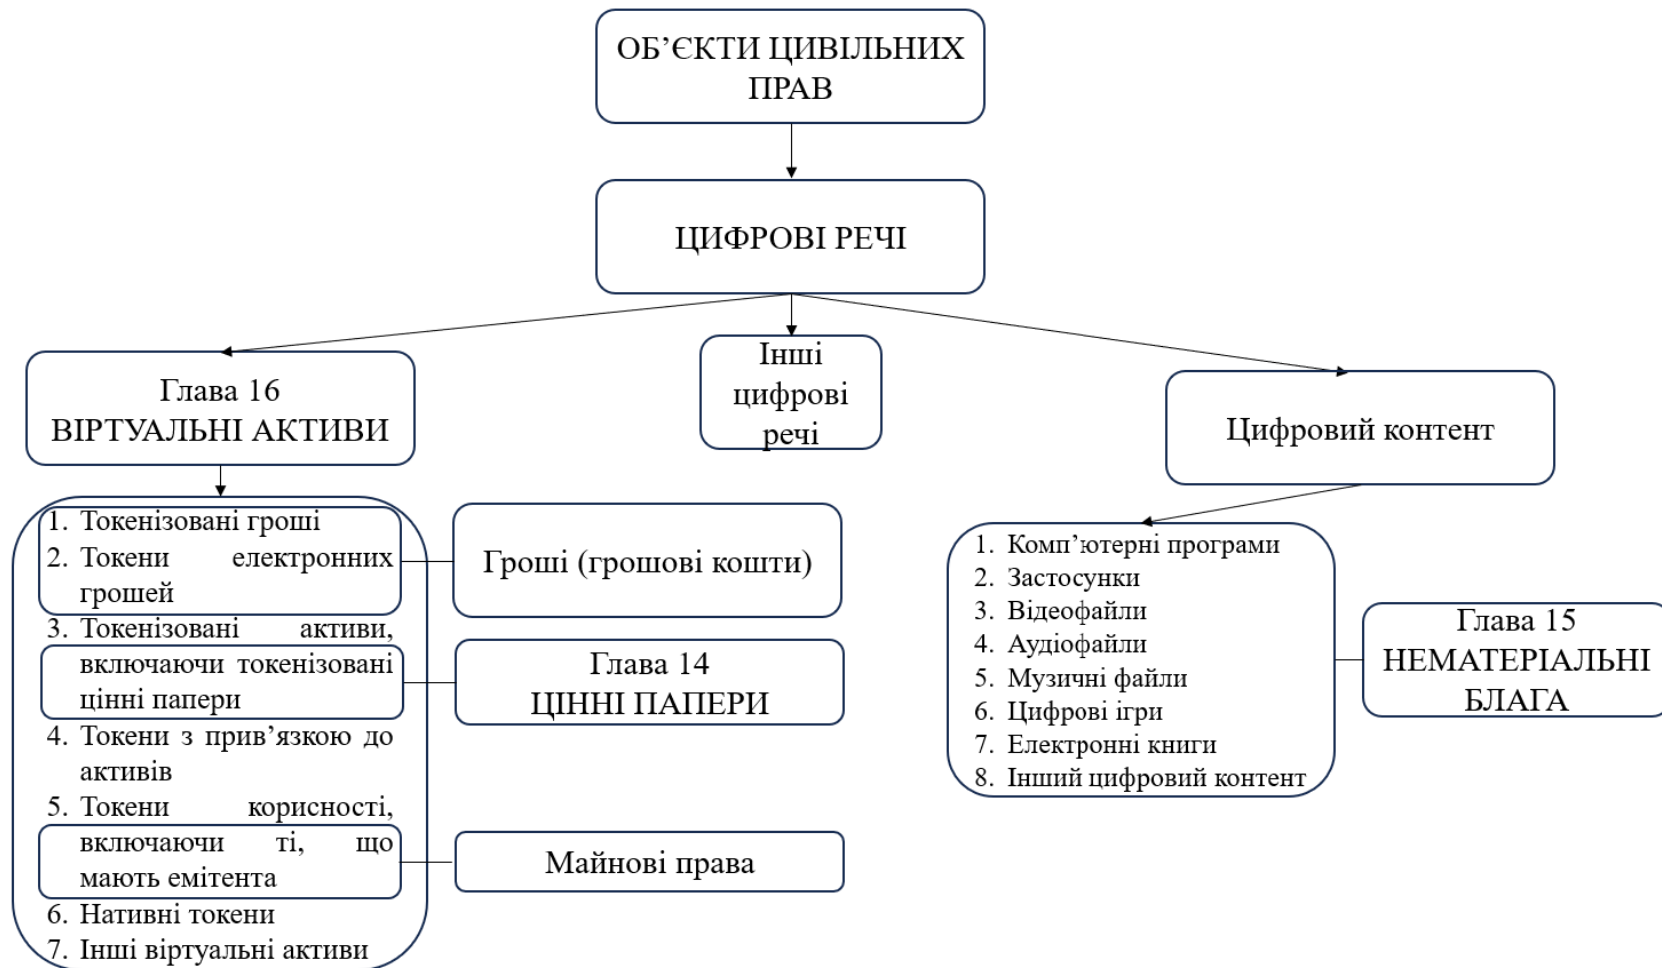 ОБ’ЄКТИ ЦИВІЛЬНИХ
ПРАВ
ЦИФРОВІ РЕЧІ
Глава 16
ВІРТУАЛЬНІ АКТИВИ
Інші
цифрові
речі
Цифровий контент
1. Токенізовані гроші
2. Токени електронних
грошей
3. Токенізовані активи,
включаючи токенізовані
цінні папери
4. Токени з прив’язкою до
активів
5. Токени корисності,
включаючи ті, що
мають емітента
6. Нативні токени
7. Інші віртуальні активи
Гроші (грошові кошти)
Глава 14
ЦІННІ ПАПЕРИ
Майнові права
1. Комп’ютерні програми
2. Застосунки
3. Відеофайли
4. Аудіофайли
5. Музичні файли
6. Цифрові ігри
7. Електронні книги
8. Інший цифровий контент
Глава 15
НЕМАТЕРІАЛЬНІ
БЛАГА